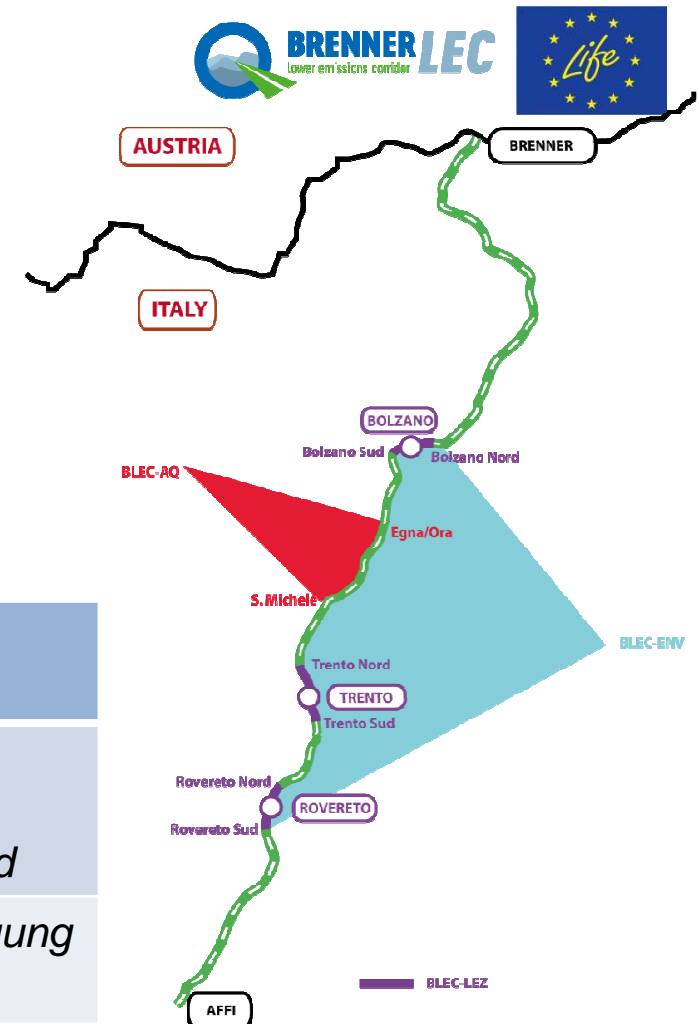 BRENNER LEC
lower emissions corridor
Life
AUSTRIA
BRENNER
ITALY
BOLZANO
Bolzano Sud
Bolzano Nord
BLEC-AQ
Egna/Ora
S. Michele
BLEC-ENV
Trento Nord
TRENTO
Trento Sud
Rovereto Nord
ROVERETO
Rovereto Sud
d
ung
BLEC-LEZ
AFFI